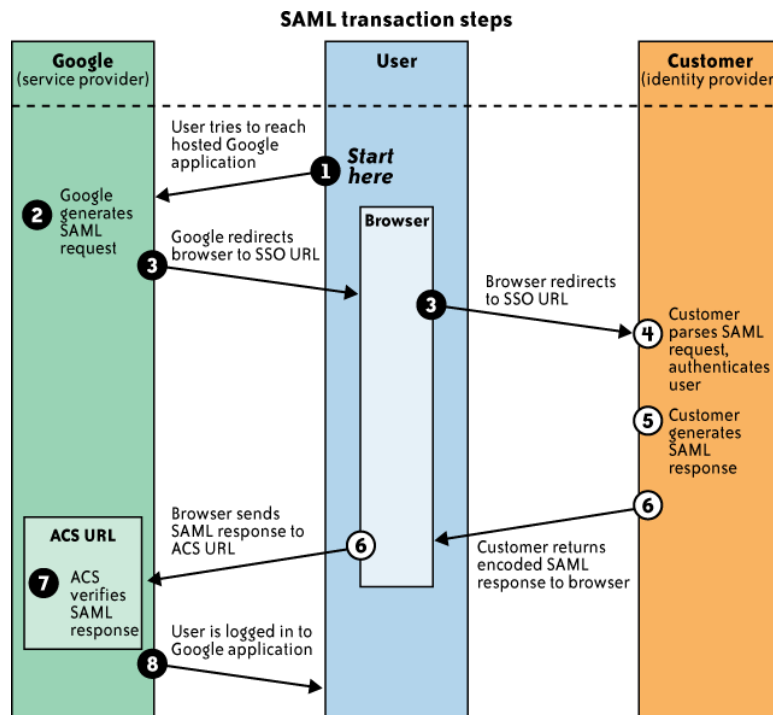 SAML transaction steps
Google
(service provider)
User
Customer
(identity provider)
User tries to reach
hosted Google
application
1
Start
here
2
Google
generates
SAML
request
Browser
3
Google redirects
browser to SSO URL
3
Browser redirects
to SSO URL
4
Customer
parses SAML
request,
authenticates
user
5
Customer
generates
SAML
response
6
Customer returns
encoded SAML
response to browser
6
Browser sends
SAML response to
ACS URL
ACS URL
7
ACS
verifies
SAML
response
8
User is logged in to
Google application